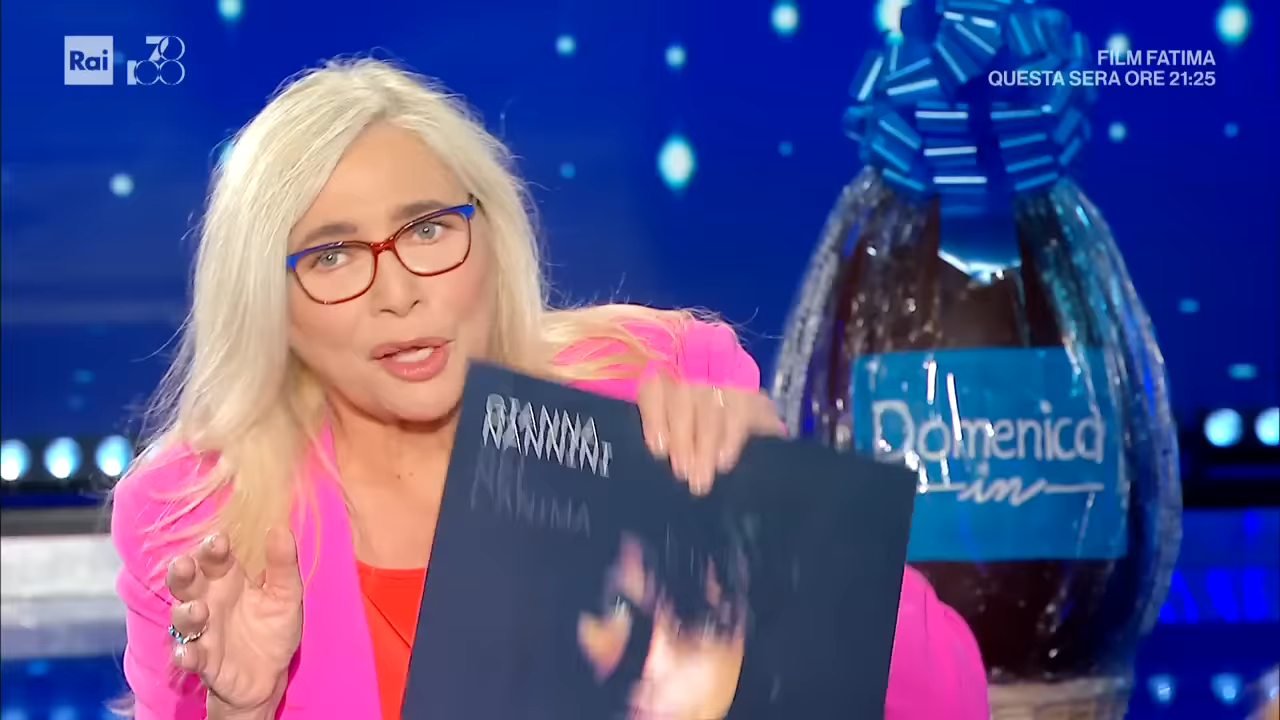 Rai
FILM FATIMA
QUESTA SERA ORE 21:25
GIANNA
NANNINI
Domenica
in